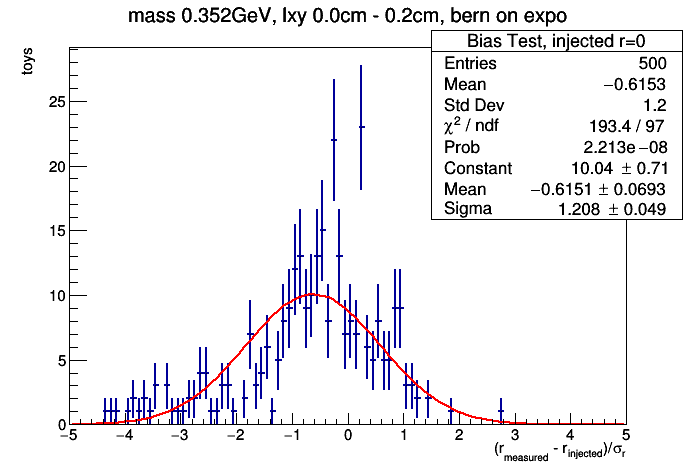 mass 0.352GeV, lxy 0.0cm - 0.2cm, bern on expo
toys
Bias Test, injected r=0
Entries 500
Mean −0.6153
Std Dev 1.2
χ² / ndf 193.4 / 97
Prob 2.213e−08
Constant 10.04 ± 0.71
Mean −0.6151 ± 0.0693
Sigma 1.208 ± 0.049
25
20
15
10
5
0
−5 −4 −3 −2 −1 0 1 2 3 4 5
(r_measured - r_injected)/σ_r